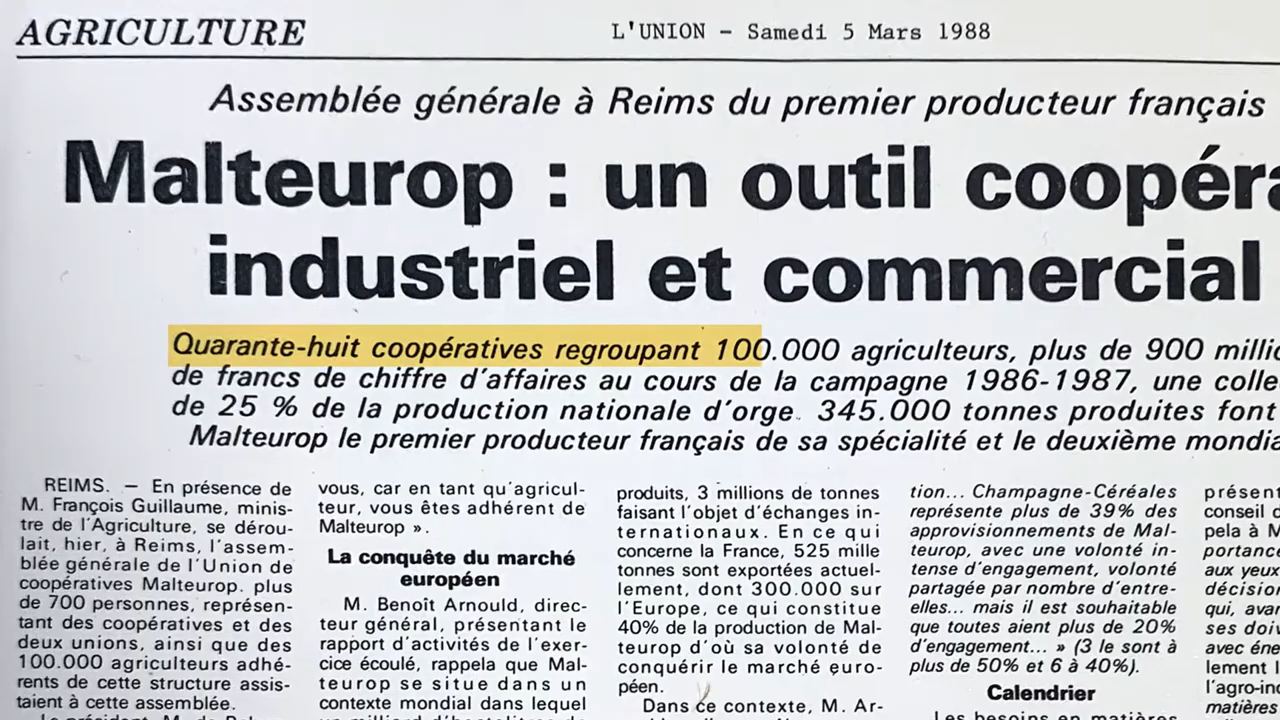 AGRICULTURE
L'UNION - Samedi 5 Mars 1988
Assemblée générale à Reims du premier producteur français
Malteurop : un outil
industriel et commercial
Quarante-huit coopératives regroupant 100.000 agriculteurs, plus de 900
de francs de chiffre d'affaires au cours de la campagne 1986-1987, une
de 25 % de la production nationale d'orge. 345.000 tonnes produites font
Malteurop le premier producteur français de sa spécialité et le deuxième
REIMS. — En présence de
M. François Guillaume, minis-
tre de l'Agriculture, se dérou-
lait, hier, à Reims, l'assem-
blée générale de l'Union de
coopératives Malteurop. plus
de 700 personnes, représen-
tant des coopératives et des
deux unions, ainsi que des
100.000 agriculteurs adhé-
rents de cette structure assis-
taient à cette assemblée.
vous, car en tant qu'agricul-
teur, vous êtes adhérent de
Malteurop ».
La conquête du marché
européen
M. Benoît Arnould, direc-
teur général, présentant le
rapport d'activités de l'exer-
cice écoulé, rappela que Mal-
teurop se situe dans un
contexte mondial dans lequel
produits, 3 millions de tonnes
faisant l'objet d'échanges in-
ternationaux. En ce qui
concerne la France, 525 mille
tonnes sont exportées actuel-
lement, dont 300.000 sur
l'Europe, ce qui constitue
40% de la production de Mal-
teurop d'où sa volonté de
conquérir le marché euro-
péen.
Dans ce contexte, M. Ar-
tion... Champagne-Céréales
représente plus de 39% des
approvisionnements de Mal-
teurop, avec une volonté in-
tense d'engagement, volonté
partagée par nombre d'entre-
elles... mais il est souhaitable
que toutes aient plus de 20%
d'engagement... » (3 le sont à
plus de 50% et 6 à 40%).
Calendrier
Les besoins en matières
présent
conseil
pela à
aux yeux
qui,
ses
avec
lement
l'agro-
matières